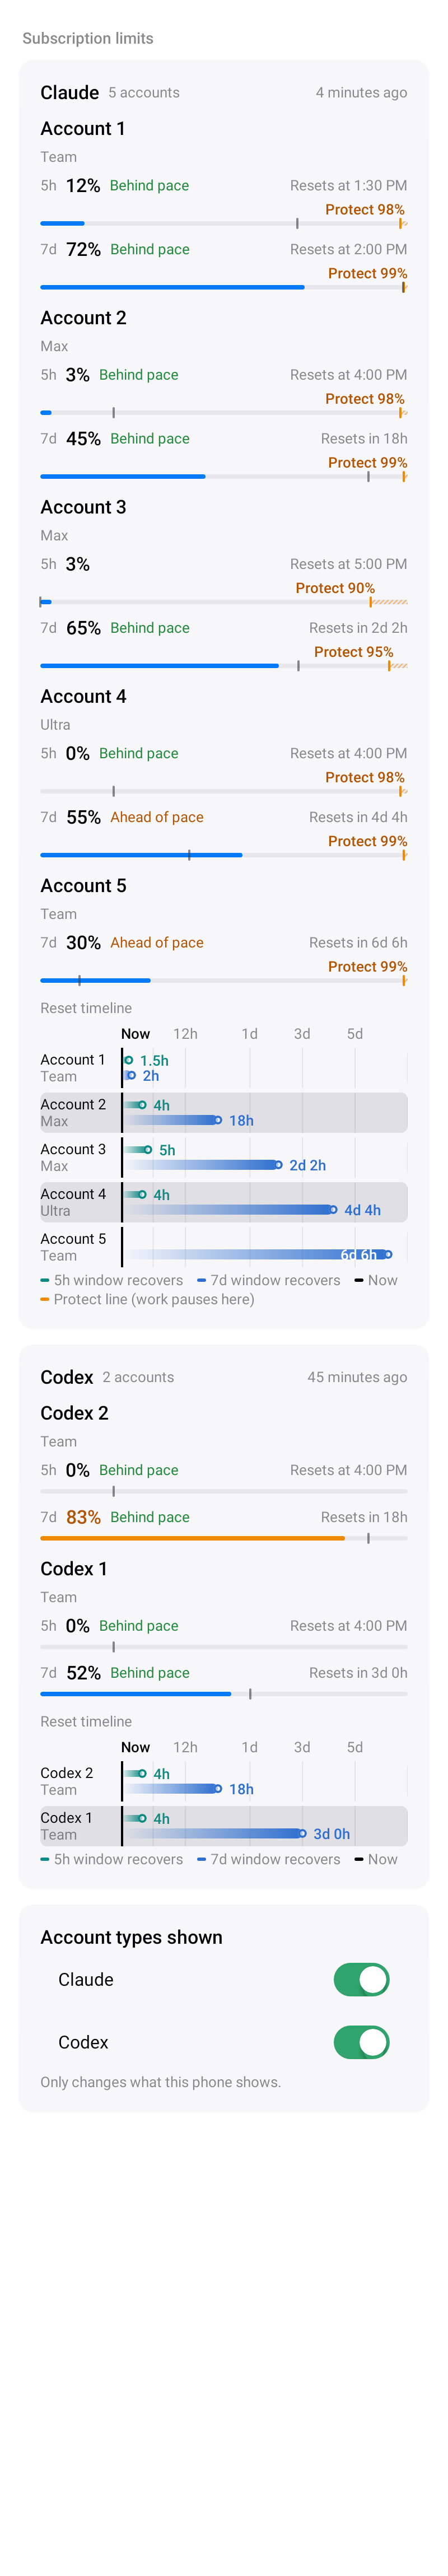 Subscription limits
Claude 5 accounts 4 minutes ago
Account 1
Team
5h 12% Behind pace Resets at 1:30 PM
Protect 98%
7d 72% Behind pace Resets at 2:00 PM
Protect 99%
Account 2
Max
5h 3% Behind pace Resets at 4:00 PM
Protect 98%
7d 45% Behind pace Resets in 18h
Protect 99%
Account 3
Max
5h 3% Resets at 5:00 PM
Protect 90%
7d 65% Behind pace Resets in 2d 2h
Protect 95%
Account 4
Ultra
5h 0% Behind pace Resets at 4:00 PM
Protect 98%
7d 55% Ahead of pace Resets in 4d 4h
Protect 99%
Account 5
Team
7d 30% Ahead of pace Resets in 6d 6h
Protect 99%
Reset timeline
Now 12h 1d 3d 5d
Account 1 1.5h
Team 2h
Account 2 4h
Max 18h
Account 3 5h
Max 2d 2h
Account 4 4h
Ultra 4d 4h
Account 5
Team 6d 6h
5h window recovers 7d window recovers Now
Protect line (work pauses here)
Codex 2 accounts 45 minutes ago
Codex 2
Team
5h 0% Behind pace Resets at 4:00 PM
7d 83% Behind pace Resets in 18h
Codex 1
Team
5h 0% Behind pace Resets at 4:00 PM
7d 52% Behind pace Resets in 3d 0h
Reset timeline
Now 12h 1d 3d 5d
Codex 2 4h
Team 18h
Codex 1 4h
Team 3d 0h
5h window recovers 7d window recovers Now
Account types shown
Claude
Codex
Only changes what this phone shows.